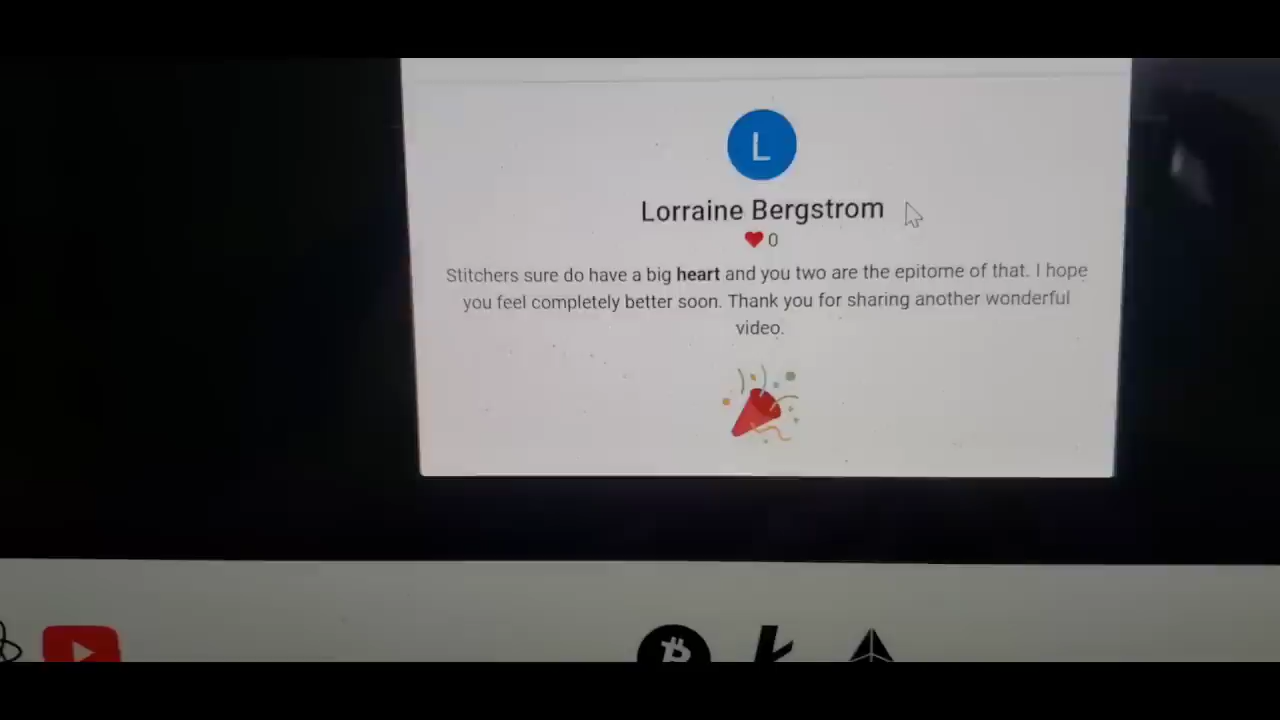 L
Lorraine Bergstrom
0
Stitchers sure do have a big heart and you two are the epitome of that. I hope
you feel completely better soon. Thank you for sharing another wonderful
video.